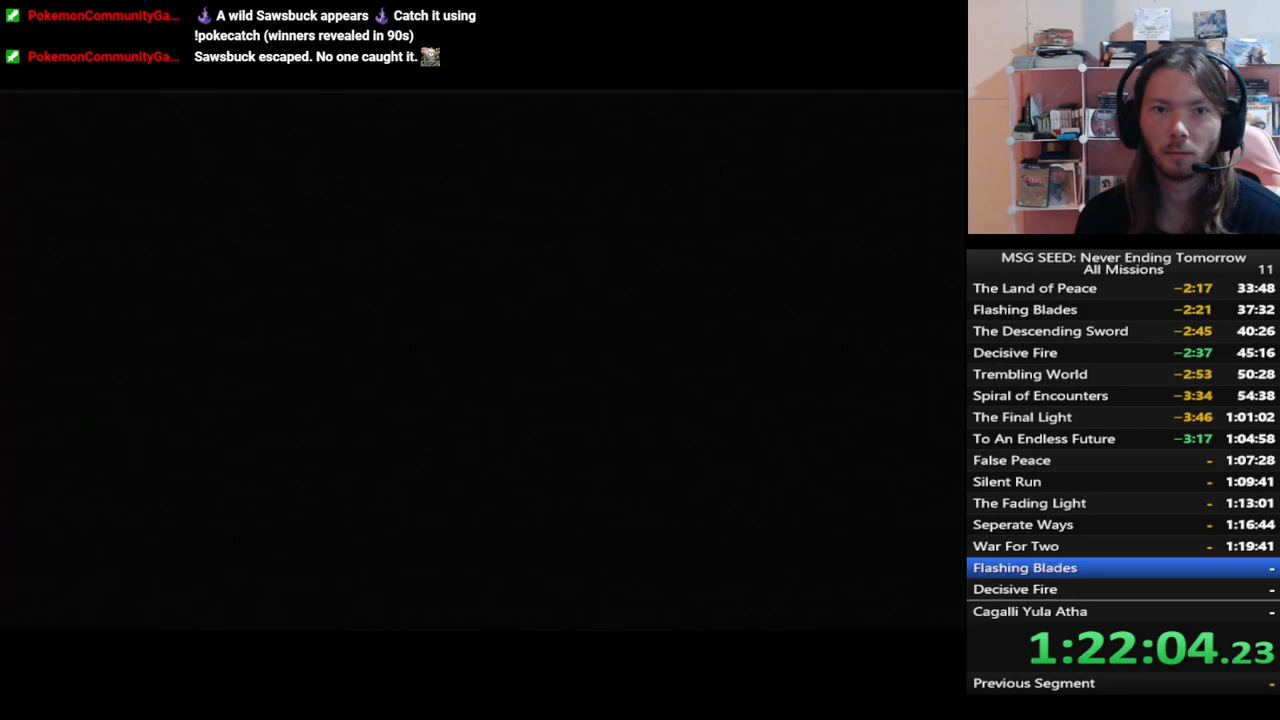 PokemonCommunityGa... A wild Sawsbuck appears Catch it using
!pokecatch (winners revealed in 90s)
PokemonCommunityGa... Sawsbuck escaped. No one caught it.
MSG SEED: Never Ending Tomorrow
All Missions 11
The Land of Peace −2:17 33:48
Flashing Blades −2:21 37:32
The Descending Sword −2:45 40:26
Decisive Fire −2:37 45:16
Trembling World −2:53 50:28
Spiral of Encounters −3:34 54:38
The Final Light −3:46 1:01:02
To An Endless Future −3:17 1:04:58
False Peace - 1:07:28
Silent Run - 1:09:41
The Fading Light - 1:13:01
Seperate Ways - 1:16:44
War For Two - 1:19:41
Flashing Blades -
Decisive Fire -
Cagalli Yula Atha -
1:22:04.23
Previous Segment -